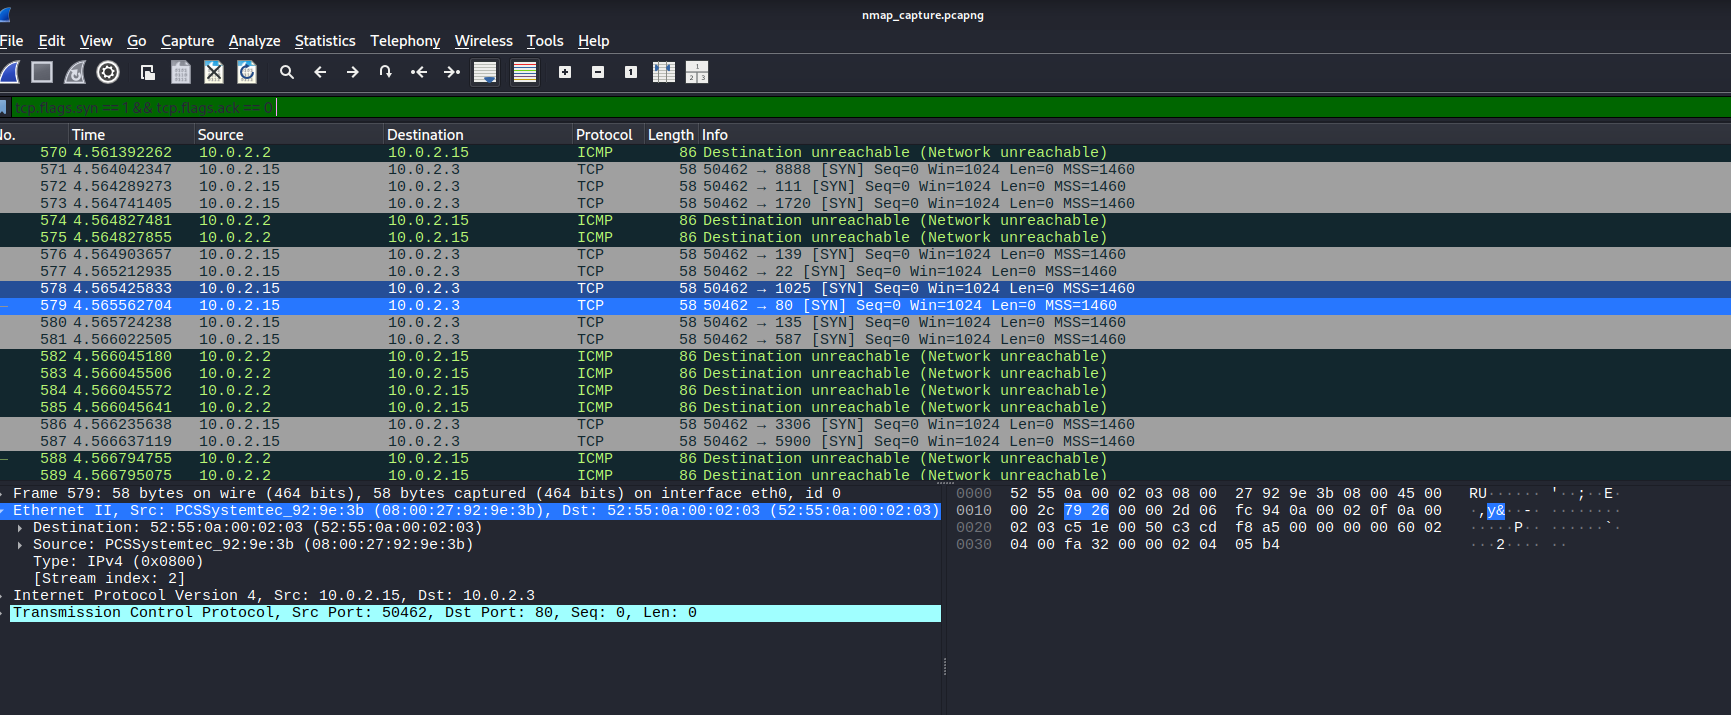 nmap_capture.pcapng
File Edit View Go Capture Analyze Statistics Telephony Wireless Tools Help
tcp.flags.syn == 1 && tcp.flags.ack == 0
No. Time Source Destination Protocol Length Info
570 4.561392262 10.0.2.2 10.0.2.15 ICMP 86 Destination unreachable (Network unreachable)
571 4.564042347 10.0.2.15 10.0.2.3 TCP 58 50462 → 8888 [SYN] Seq=0 Win=1024 Len=0 MSS=1460
572 4.564289273 10.0.2.15 10.0.2.3 TCP 58 50462 → 111 [SYN] Seq=0 Win=1024 Len=0 MSS=1460
573 4.564741405 10.0.2.15 10.0.2.3 TCP 58 50462 → 1720 [SYN] Seq=0 Win=1024 Len=0 MSS=1460
574 4.564827481 10.0.2.2 10.0.2.15 ICMP 86 Destination unreachable (Network unreachable)
575 4.564827855 10.0.2.2 10.0.2.15 ICMP 86 Destination unreachable (Network unreachable)
576 4.564903657 10.0.2.15 10.0.2.3 TCP 58 50462 → 139 [SYN] Seq=0 Win=1024 Len=0 MSS=1460
577 4.565212935 10.0.2.15 10.0.2.3 TCP 58 50462 → 22 [SYN] Seq=0 Win=1024 Len=0 MSS=1460
578 4.565425833 10.0.2.15 10.0.2.3 TCP 58 50462 → 1025 [SYN] Seq=0 Win=1024 Len=0 MSS=1460
579 4.565562704 10.0.2.15 10.0.2.3 TCP 58 50462 → 80 [SYN] Seq=0 Win=1024 Len=0 MSS=1460
580 4.565724238 10.0.2.15 10.0.2.3 TCP 58 50462 → 135 [SYN] Seq=0 Win=1024 Len=0 MSS=1460
581 4.566022505 10.0.2.15 10.0.2.3 TCP 58 50462 → 587 [SYN] Seq=0 Win=1024 Len=0 MSS=1460
582 4.566045180 10.0.2.2 10.0.2.15 ICMP 86 Destination unreachable (Network unreachable)
583 4.566045506 10.0.2.2 10.0.2.15 ICMP 86 Destination unreachable (Network unreachable)
584 4.566045572 10.0.2.2 10.0.2.15 ICMP 86 Destination unreachable (Network unreachable)
585 4.566045641 10.0.2.2 10.0.2.15 ICMP 86 Destination unreachable (Network unreachable)
586 4.566235638 10.0.2.15 10.0.2.3 TCP 58 50462 → 3306 [SYN] Seq=0 Win=1024 Len=0 MSS=1460
587 4.566637119 10.0.2.15 10.0.2.3 TCP 58 50462 → 5900 [SYN] Seq=0 Win=1024 Len=0 MSS=1460
588 4.566794755 10.0.2.2 10.0.2.15 ICMP 86 Destination unreachable (Network unreachable)
589 4.566795075 10.0.2.2 10.0.2.15 ICMP 86 Destination unreachable (Network unreachable)
Frame 579: 58 bytes on wire (464 bits), 58 bytes captured (464 bits) on interface eth0, id 0
Ethernet II, Src: PCSSystemtec_92:9e:3b (08:00:27:92:9e:3b), Dst: 52:55:0a:00:02:03 (52:55:0a:00:02:03)
Destination: 52:55:0a:00:02:03 (52:55:0a:00:02:03)
Source: PCSSystemtec_92:9e:3b (08:00:27:92:9e:3b)
Type: IPv4 (0x0800)
[Stream index: 2]
Internet Protocol Version 4, Src: 10.0.2.15, Dst: 10.0.2.3
Transmission Control Protocol, Src Port: 50462, Dst Port: 80, Seq: 0, Len: 0
0000 52 55 0a 00 02 03 08 00 27 92 9e 3b 08 00 45 00 RU······ '··;··E·
0010 00 2c 79 26 00 00 2d 06 fc 94 0a 00 02 0f 0a 00 ·,y&··-· ········
0020 02 03 c5 1e 00 50 c3 cd f8 a5 00 00 00 00 60 02 ·····P·· ······`·
0030 04 00 fa 32 00 00 02 04 05 b4 ···2···· ··